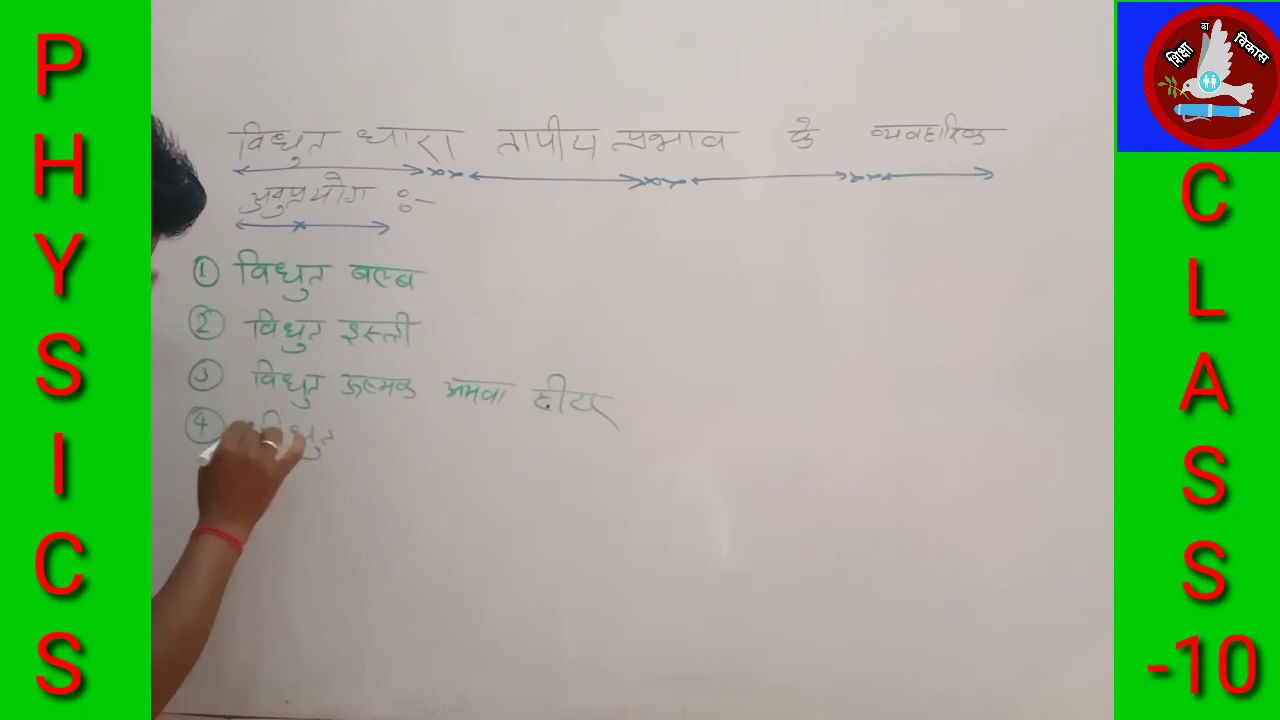 PHYSICS
विधुत धारा तापीय प्रभाव के व्यवहारिक
अनुप्रयोग :-
① विधुत बल्ब
② विधुत इस्त्री
③ विधुत ऊष्मक अथवा हीटर
④ विधुत
शिक्षा का विकास
CLASS-10